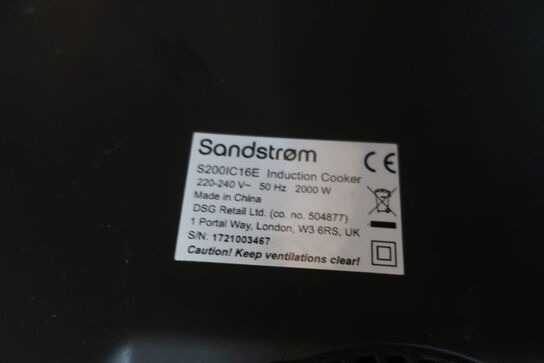 Sandstrøm
S200IC16E Induction Cooker
220-240 V~ 50 Hz 2000 W
Made in China
DSG Retail Ltd. (co. no. 504877)
1 Portal Way, London, W3 6RS, UK
S/N: 1721003467
Caution! Keep ventilations clear!
CE